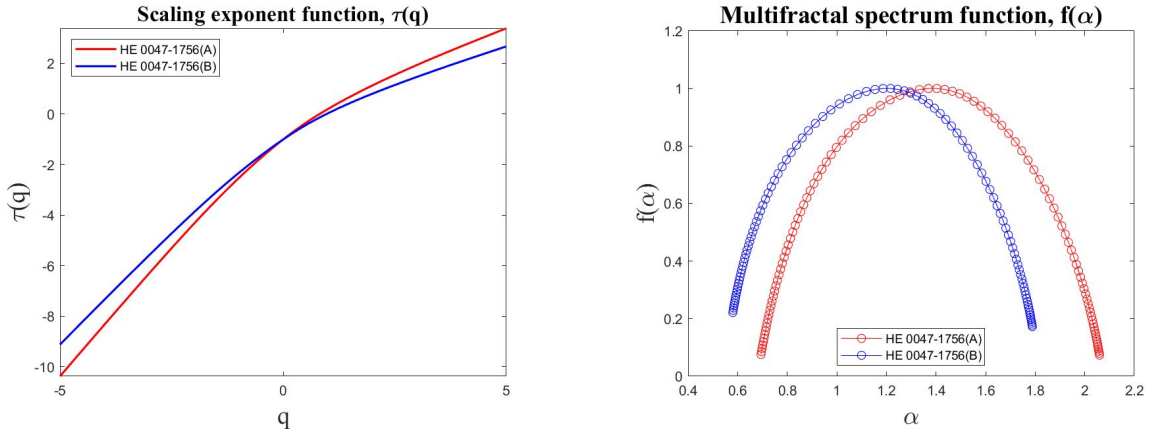 Scaling exponent function, τ(q)
HE 0047-1756(A)
HE 0047-1756(B)
2
0
-2
-4
-6
-8
-10
τ(q)
-5
0
5
q
Multifractal spectrum function, f(α)
1.2
1
0.8
0.6
0.4
0.2
0
f(α)
HE 0047-1756(A)
HE 0047-1756(B)
0.4
0.6
0.8
1
1.2
1.4
1.6
1.8
2
2.2
α